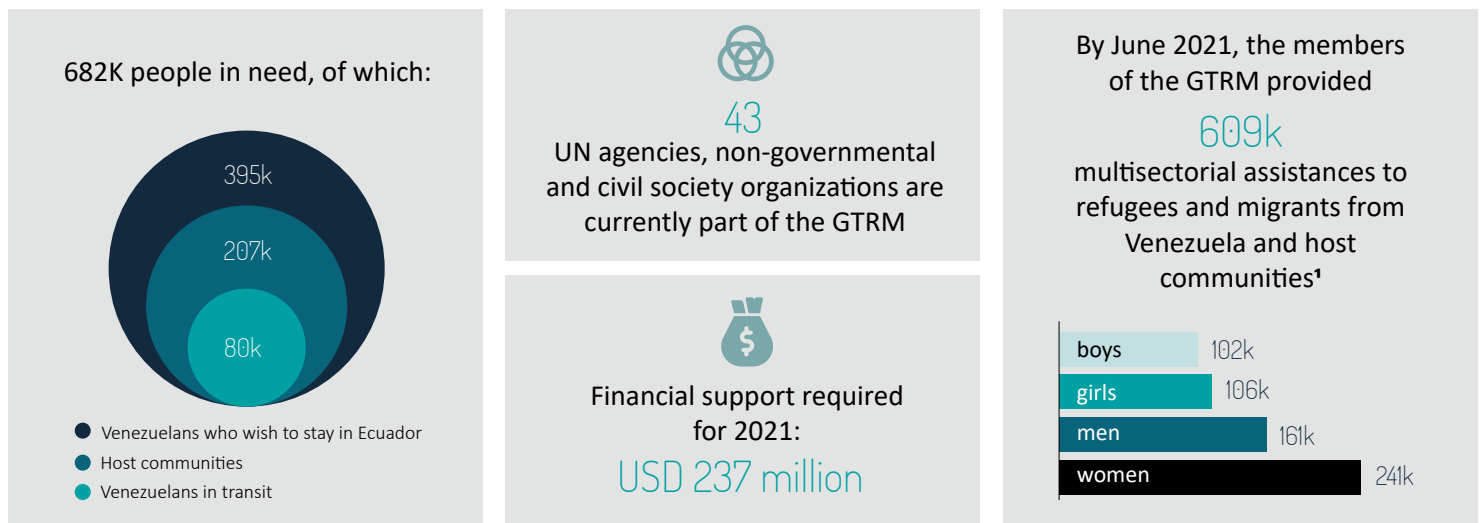 682K people in need, of which:
395k
207k
80k
Venezuelans who wish to stay in Ecuador
Host communities
Venezuelans in transit
43
UN agencies, non-governmental
and civil society organizations are
currently part of the GTRM
$
Financial support required
for 2021:
USD 237 million
By June 2021, the members
of the GTRM provided
609k
multisectorial assistances to
refugees and migrants from
Venezuela and host
communities¹
boys 102k
girls 106k
men 161k
women 241k